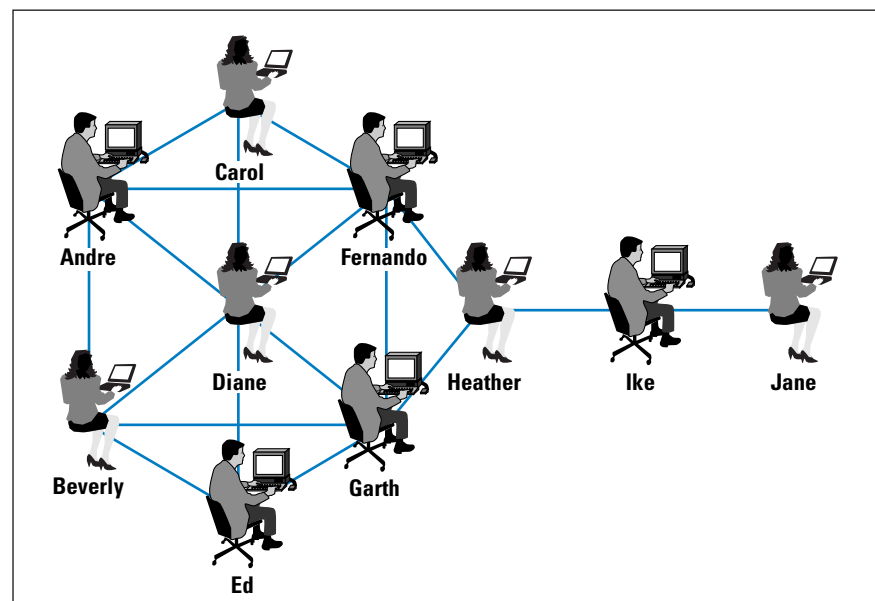 Carol
Andre
Fernando
Diane
Heather
Ike
Jane
Beverly
Garth
Ed